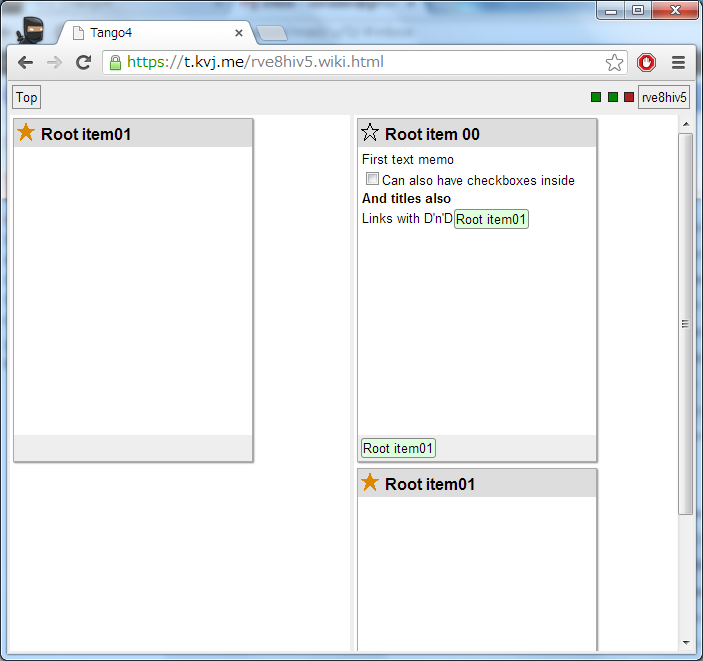 Tango4
https://t.kvj.me/rve8hiv5.wiki.html
Top
rve8hiv5
Root item01
Root item 00
First text memo
Can also have checkboxes inside
And titles also
Links with D'n'D Root item01
Root item01
Root item01